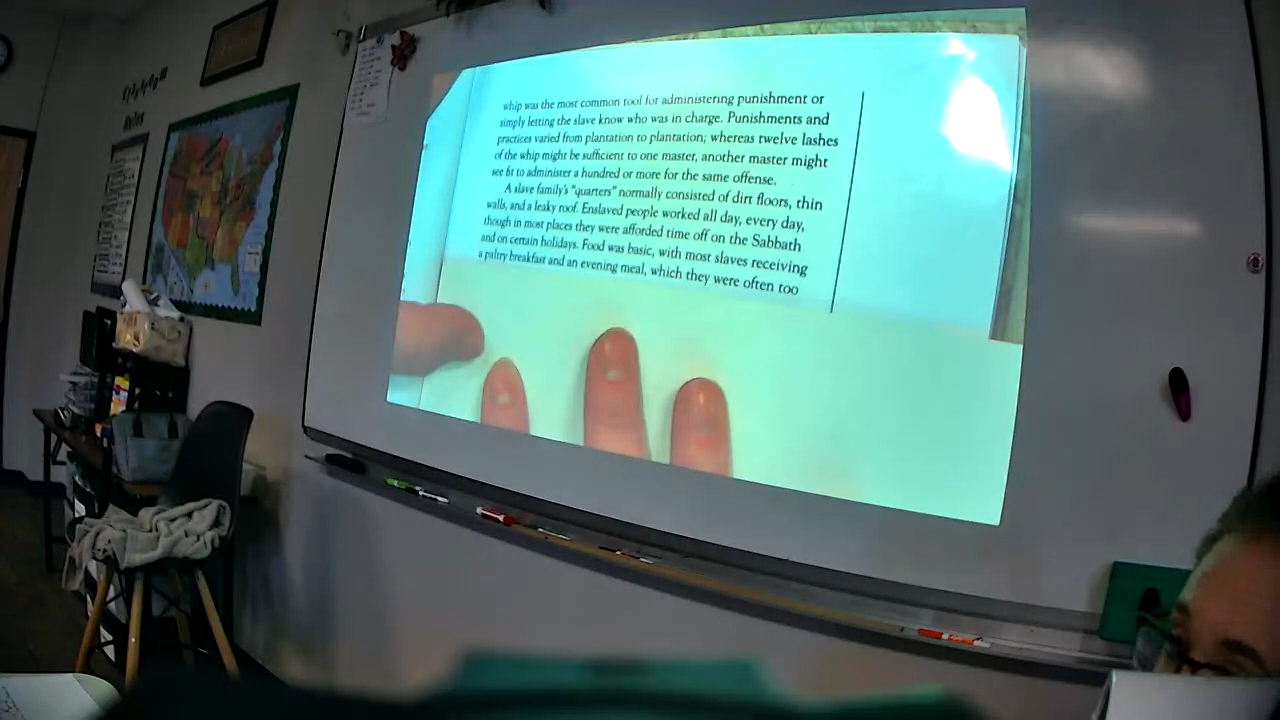 whip was the most common tool for administering punishment or
simply letting the slave know who was in charge. Punishments and
practices varied from plantation to plantation; whereas twelve lashes
of the whip might be sufficient to one master, another master might
see fit to administer a hundred or more for the same offense.
A slave family's "quarters" normally consisted of dirt floors, thin
walls, and a leaky roof. Enslaved people worked all day, every day,
though in most places they were afforded time off on the Sabbath
and on certain holidays. Food was basic, with most slaves receiving
a paltry breakfast and an evening meal, which they were often too
Rules